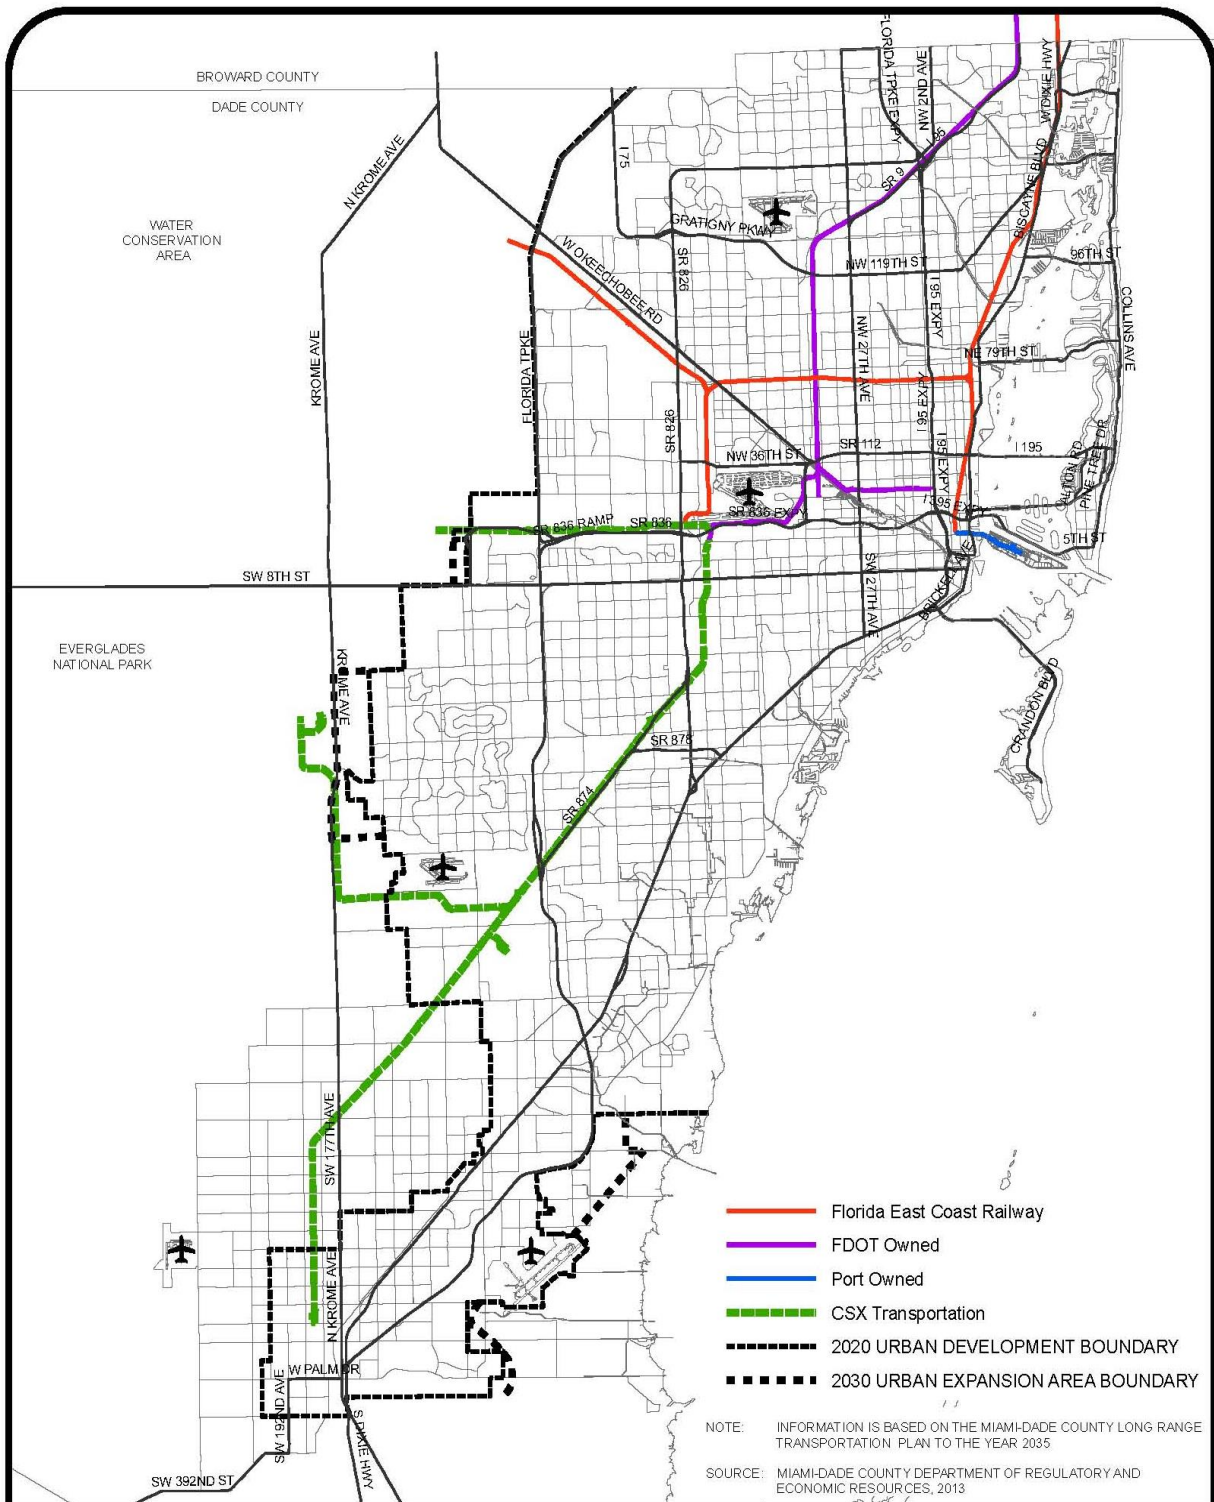 BROWARD COUNTY
DADE COUNTY
FLORIDA TPKE EXPY
NW 2ND AVE
W DIXIE HWY
N KROME AVE
I 75
I 95
SR 9
BISCAYNE BLVD
WATER
CONSERVATION
AREA
GRATIGNY PKWY
W OKEECHOBEE RD
SR 826
NW 119TH ST
96TH ST
I 95 EXPY
COLLINS AVE
KROME AVE
FLORIDA TPKE
NW 27TH AVE
NE 79TH ST
I 95 EXPY
SR 826
NW 36TH ST
SR 112
I 95 EXPY
I 195
ALTON RD
PINE TREE DR
SR 836 RAMP
SR 836
SR 836 EXPY
I 395 EXPY
5TH ST
SW 8TH ST
SW 27TH AVE
BRICKELL AVE
EVERGLADES
NATIONAL PARK
KROME AVE
CRANDON BLVD
SR 878
SR 874
SW 177TH AVE
N KROME AVE
W PALM DR
SW 192ND AVE
S DIXIE HWY
SW 392ND ST
Florida East Coast Railway
FDOT Owned
Port Owned
CSX Transportation
2020 URBAN DEVELOPMENT BOUNDARY
2030 URBAN EXPANSION AREA BOUNDARY
NOTE: INFORMATION IS BASED ON THE MIAMI-DADE COUNTY LONG RANGE
TRANSPORTATION PLAN TO THE YEAR 2035
SOURCE: MIAMI-DADE COUNTY DEPARTMENT OF REGULATORY AND
ECONOMIC RESOURCES, 2013